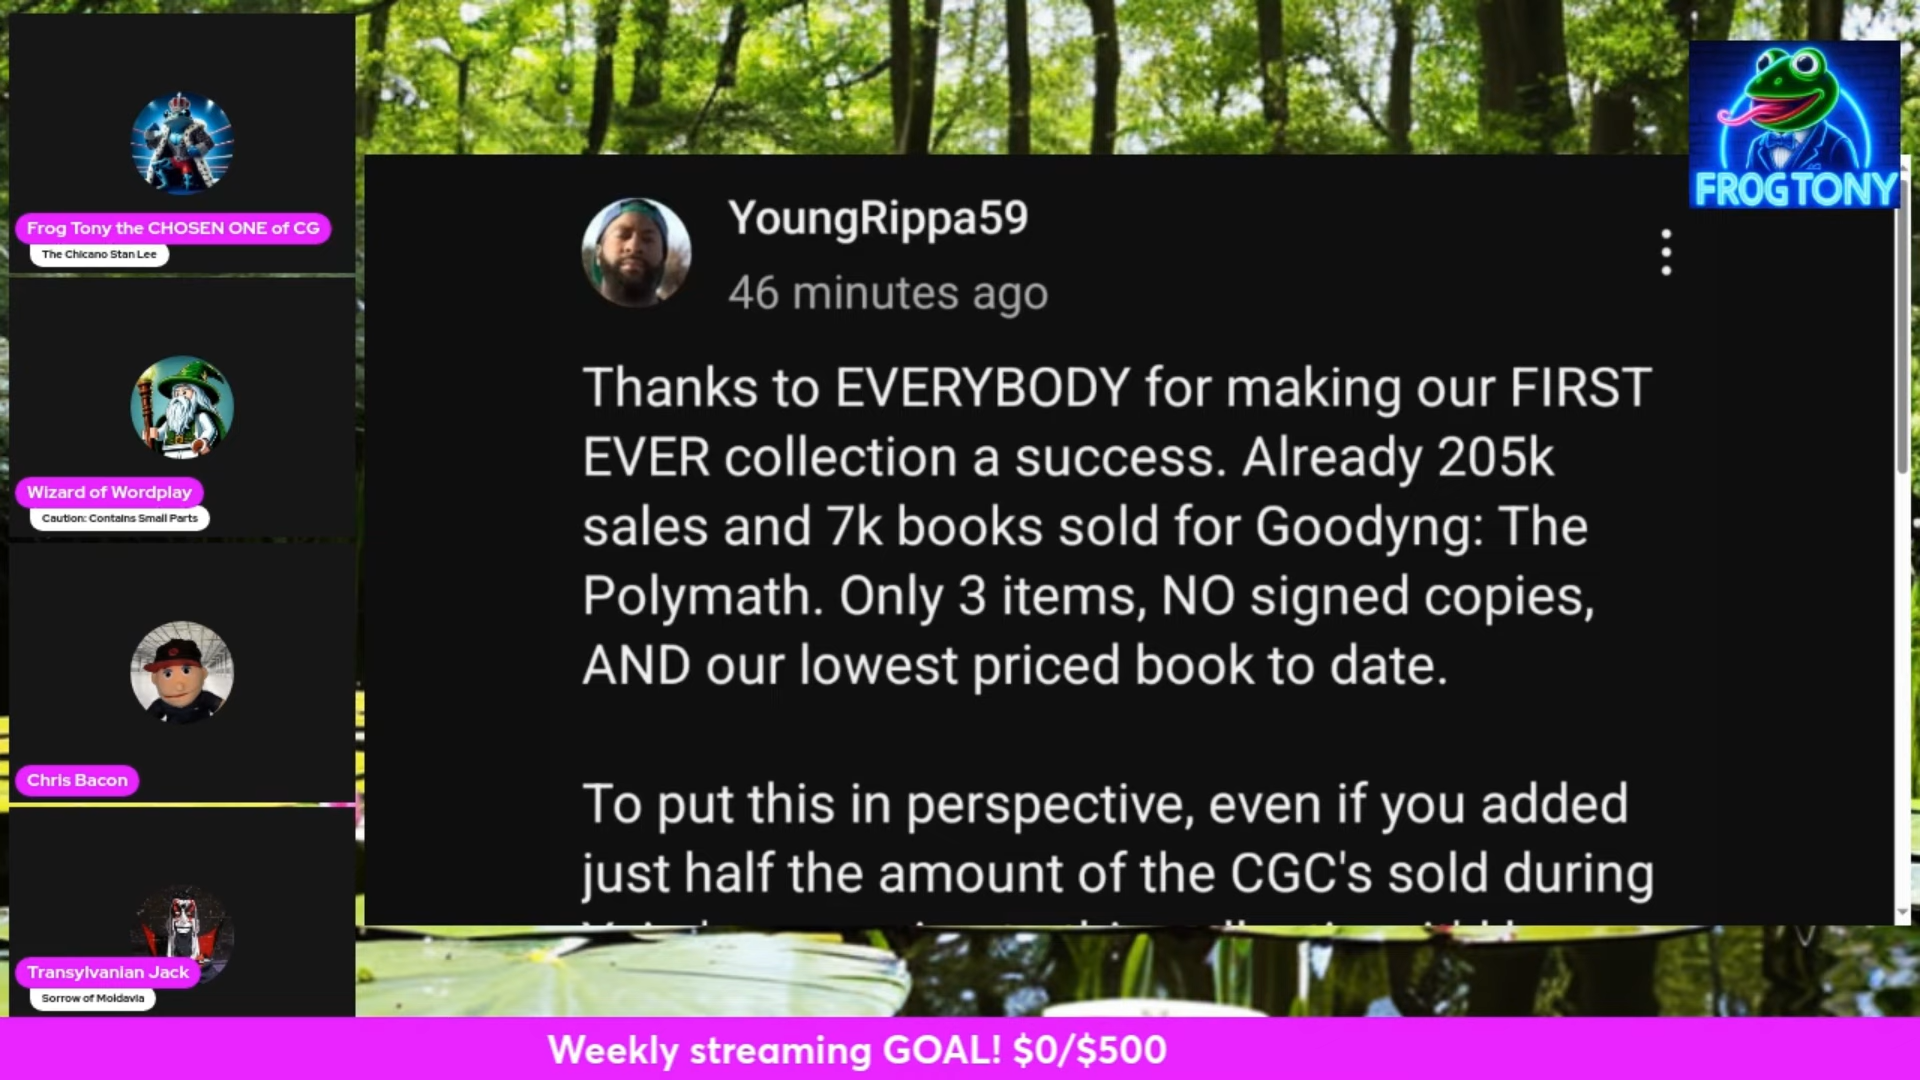 Frog Tony the CHOSEN ONE of CG
The Chicano Stan Lee
Wizard of Wordplay
Caution: Contains Small Parts
Chris Bacon
Transylvanian Jack
Sorrow of Moldavia
FROGTONY
YoungRippa59
46 minutes ago
Thanks to EVERYBODY for making our FIRST
EVER collection a success. Already 205k
sales and 7k books sold for Goodyng: The
Polymath. Only 3 items, NO signed copies,
AND our lowest priced book to date.
To put this in perspective, even if you added
just half the amount of the CGC's sold during
Weekly streaming GOAL! $0/$500